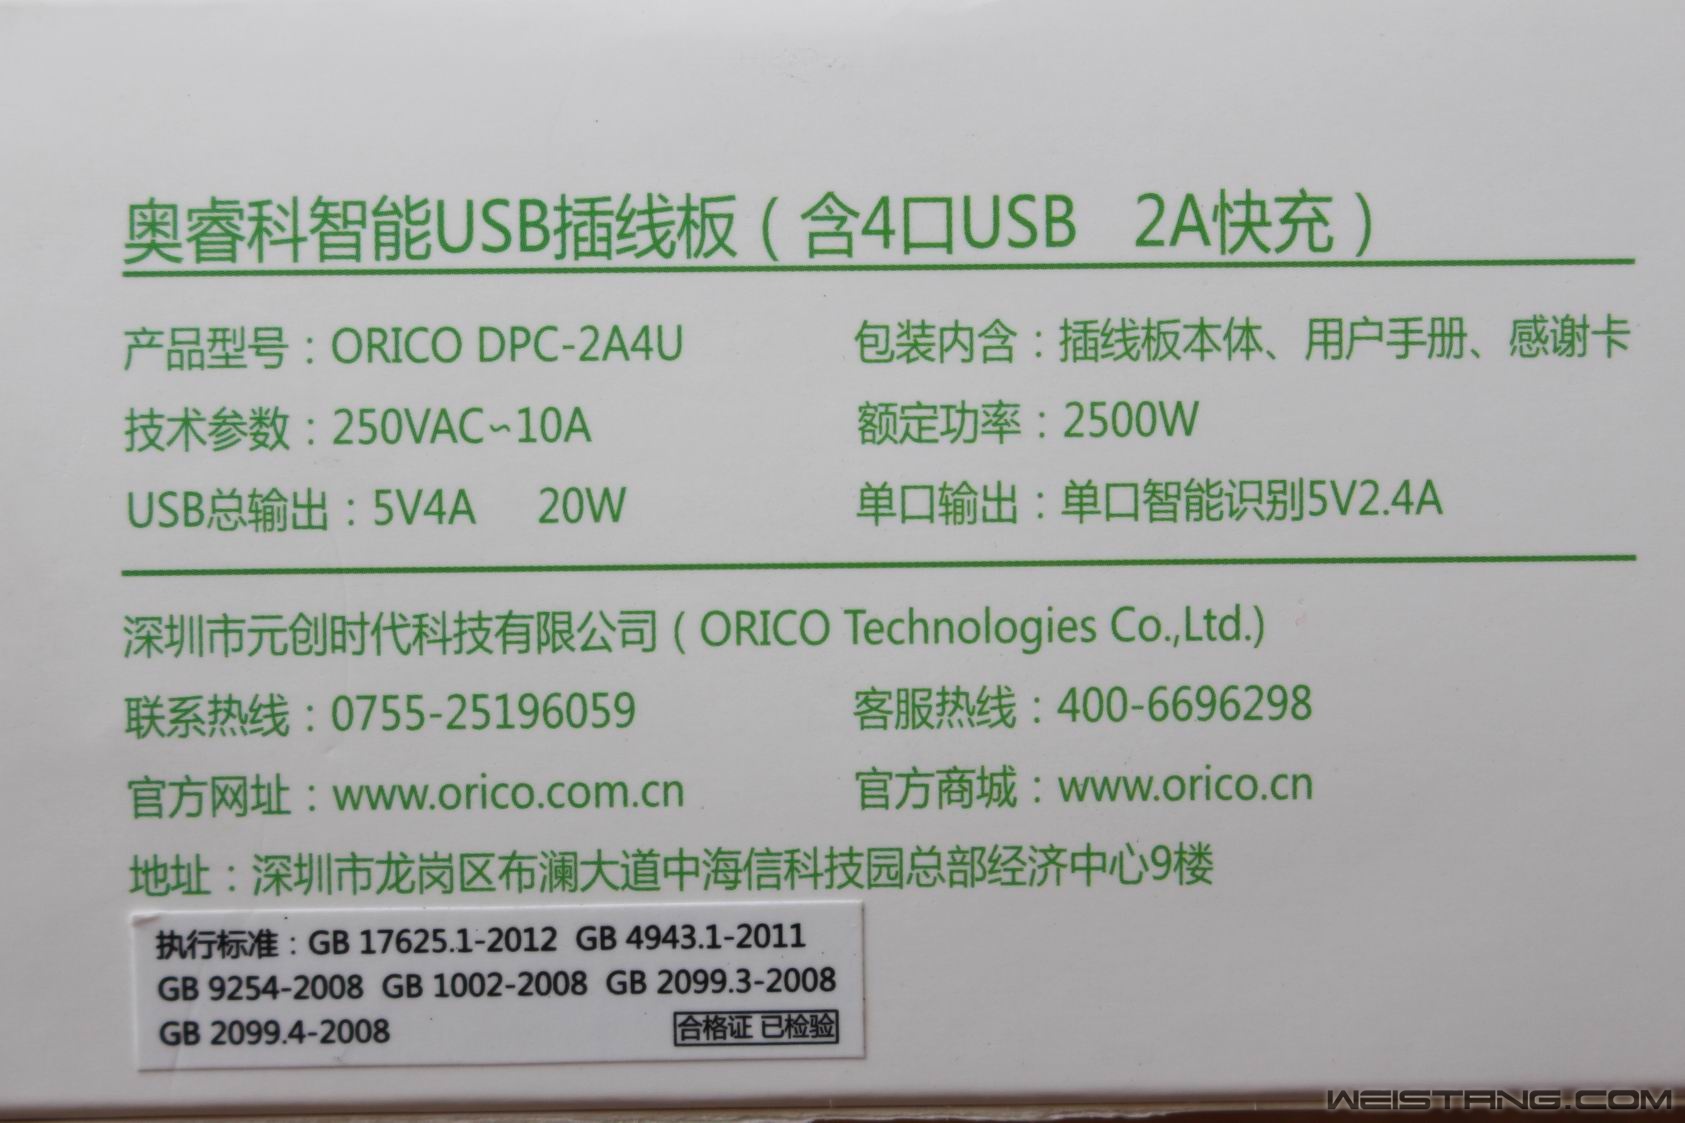 奥睿科智能USB插线板（含4口USB 2A快充）
产品型号：ORICO DPC-2A4U 包装内含：插线板本体、用户手册、感谢卡
技术参数：250VAC~10A 额定功率：2500W
USB总输出：5V4A 20W 单口输出：单口智能识别5V2.4A
深圳市元创时代科技有限公司（ORICO Technologies Co.,Ltd.)
联系热线：0755-25196059 客服热线：400-6696298
官方网址：www.orico.com.cn 官方商城：www.orico.cn
地址：深圳市龙岗区布澜大道中海信科技园总部经济中心9楼
执行标准：GB 17625.1-2012 GB 4943.1-2011
GB 9254-2008 GB 1002-2008 GB 2099.3-2008
GB 2099.4-2008 合格证 已检验
WEISTANG.COM